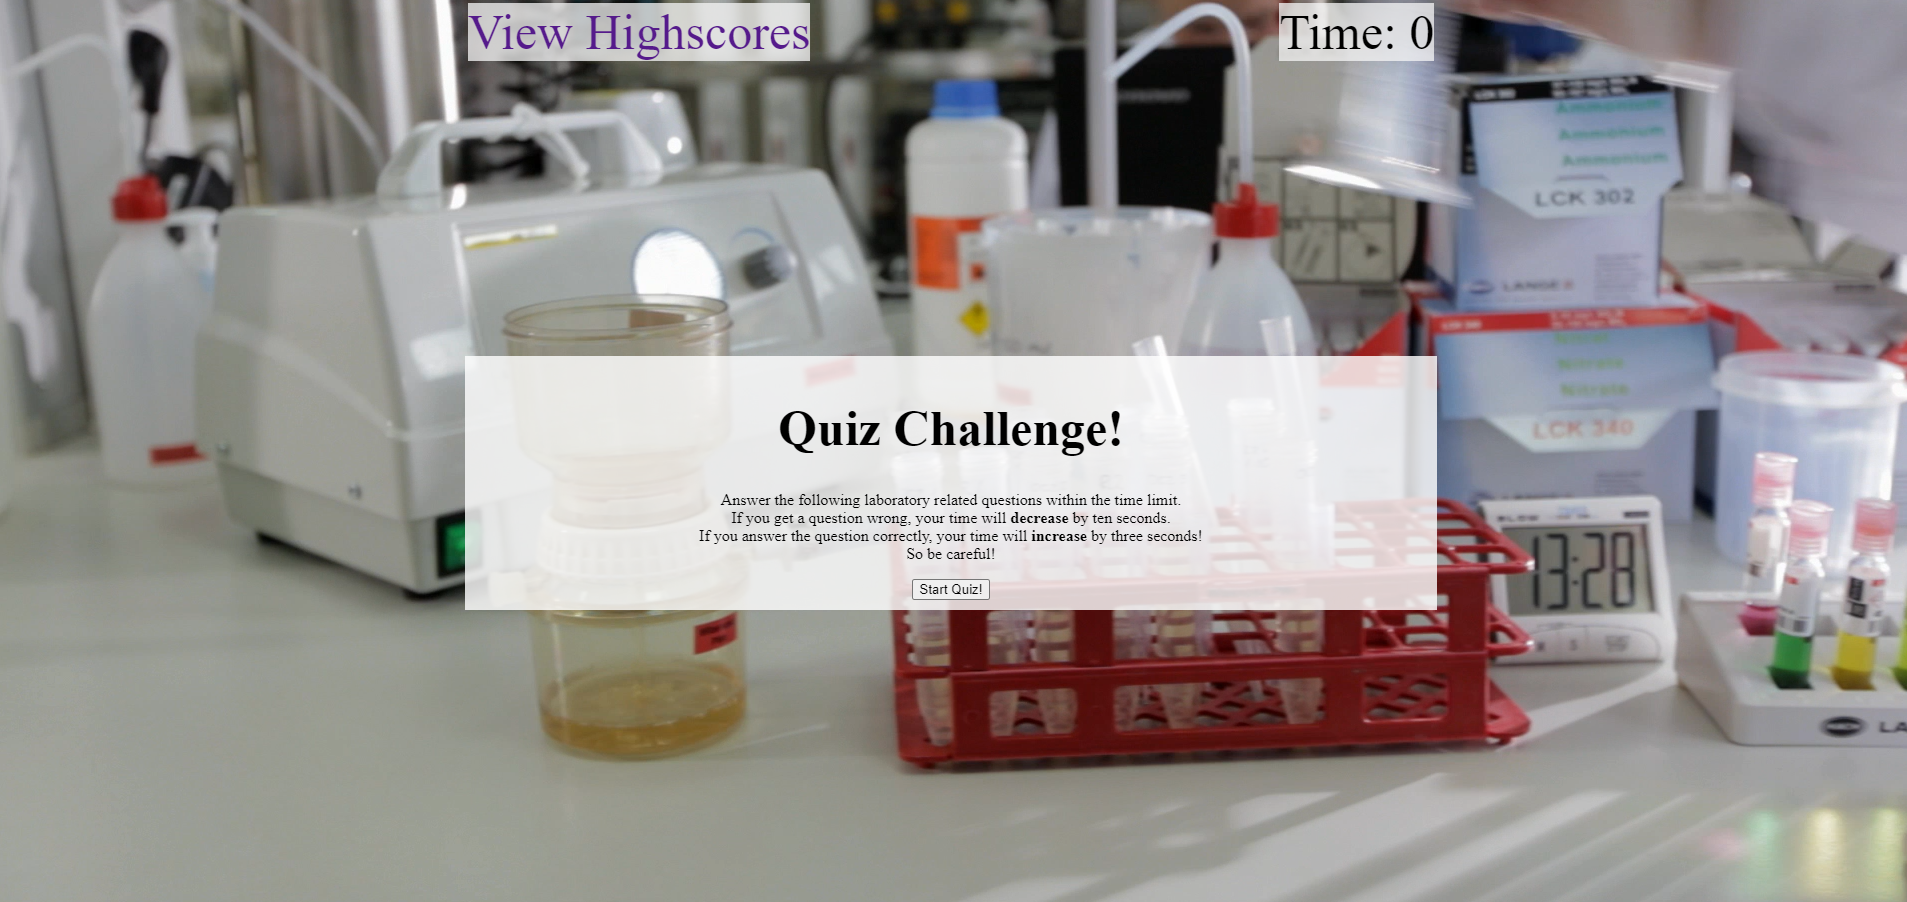 View Highscores
Time: 0
Ammonium
Ammonium
Ammonium
LCK 302
LANGE
Nitrate
Nitrate
LCK 340
Quiz Challenge!
Answer the following laboratory related questions within the time limit.
If you get a question wrong, your time will decrease by ten seconds.
If you answer the question correctly, your time will increase by three seconds!
So be careful!
Start Quiz!
13:28
LA